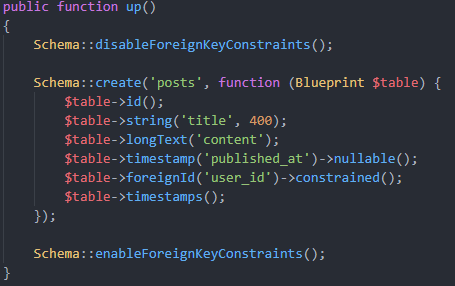 public function up()
{
    Schema::disableForeignKeyConstraints();

    Schema::create('posts', function (Blueprint $table) {
        $table->id();
        $table->string('title', 400);
        $table->longText('content');
        $table->timestamp('published_at')->nullable();
        $table->foreignId('user_id')->constrained();
        $table->timestamps();
    });

    Schema::enableForeignKeyConstraints();
}